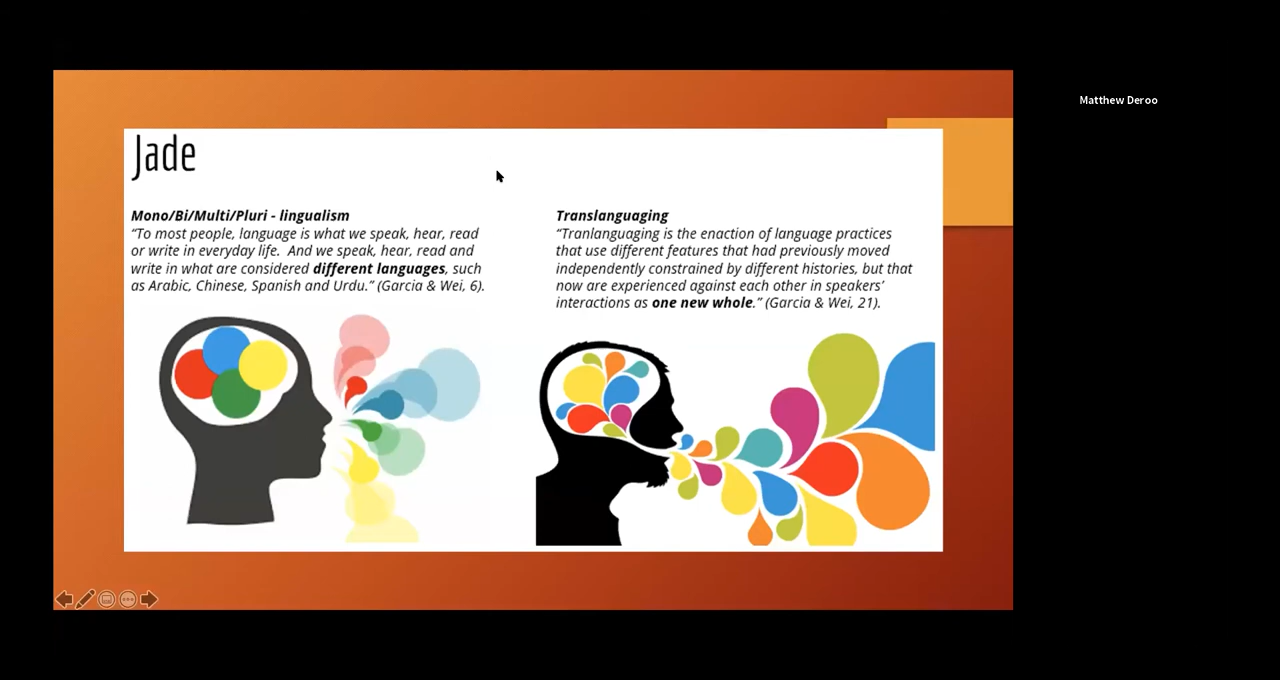 Matthew Deroo
Jade
Mono/Bi/Multi/Pluri - lingualism
“To most people, language is what we speak, hear, read
or write in everyday life.  And we speak, hear, read and
write in what are considered different languages, such
as Arabic, Chinese, Spanish and Urdu.” (Garcia & Wei, 6).
Translanguaging
“Tranlanguaging is the enaction of language practices
that use different features that had previously moved
independently constrained by different histories, but that
now are experienced against each other in speakers’
interactions as one new whole.” (Garcia & Wei, 21).